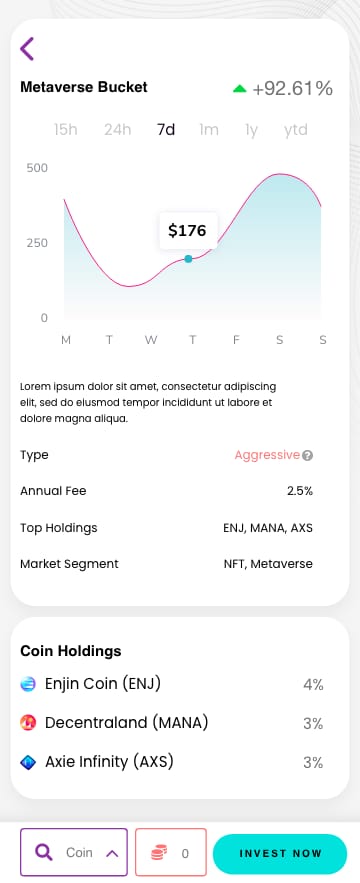 Metaverse Bucket +92.61%
15h 24h 7d 1m 1y ytd
500
$176
250
0
M T W T F S S
Lorem ipsum dolor sit amet, consectetur adipiscing
elit, sed do eiusmod tempor incididunt ut labore et
dolore magna aliqua.
Type Aggressive ?
Annual Fee 2.5%
Top Holdings ENJ, MANA, AXS
Market Segment NFT, Metaverse
Coin Holdings
Enjin Coin (ENJ) 4%
Decentraland (MANA) 3%
Axie Infinity (AXS) 3%
Coin 0 INVEST NOW